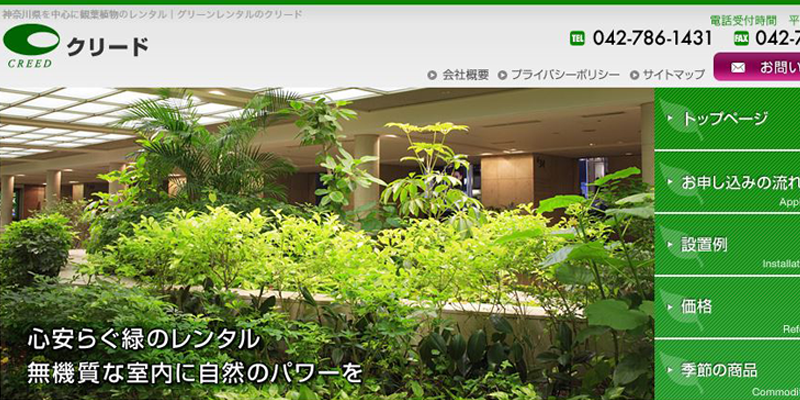 神奈川県を中心に観葉植物のレンタル｜グリーンレンタルのクリード
電話受付時間 平
CREED
クリード
TEL 042-786-1431
FAX 042-7
会社概要 プライバシーポリシー サイトマップ
お問い
トップページ
お申し込みの流れ
Appl
設置例
Installat
価格
Refe
季節の商品
Commodit
心安らぐ緑のレンタル
無機質な室内に自然のパワーを